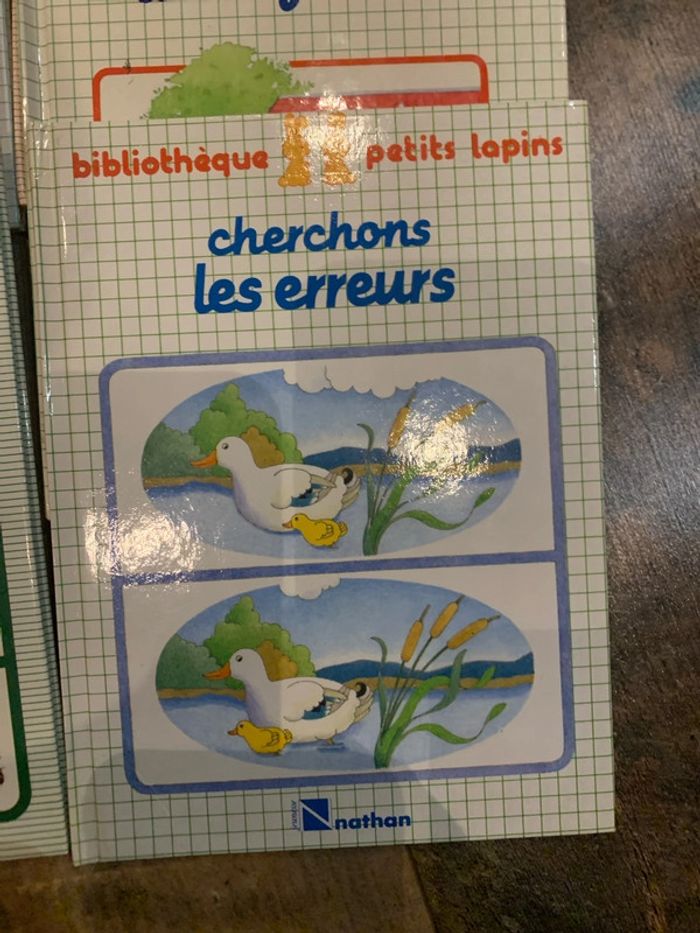 bibliothèque petits lapins
cherchons
les erreurs
nathan